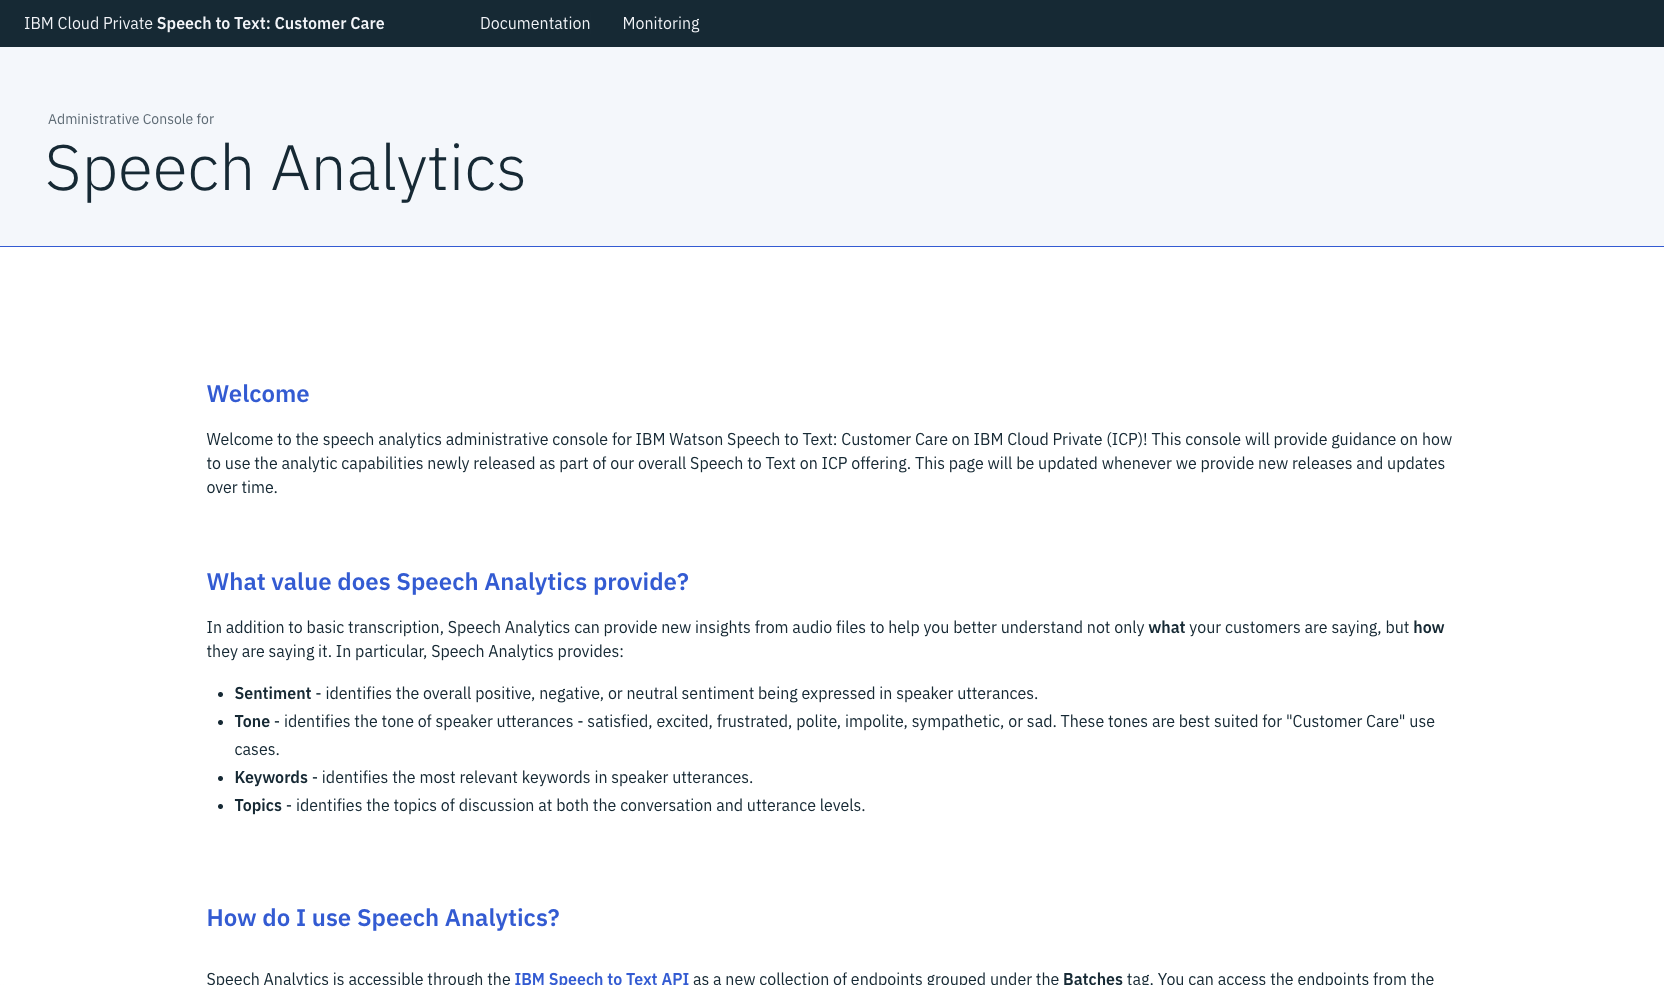 IBM Cloud Private Speech to Text: Customer Care Documentation Monitoring
Administrative Console for
Speech Analytics
Welcome
Welcome to the speech analytics administrative console for IBM Watson Speech to Text: Customer Care on IBM Cloud Private (ICP)! This console will provide guidance on how
to use the analytic capabilities newly released as part of our overall Speech to Text on ICP offering. This page will be updated whenever we provide new releases and updates
over time.
What value does Speech Analytics provide?
In addition to basic transcription, Speech Analytics can provide new insights from audio files to help you better understand not only what your customers are saying, but how
they are saying it. In particular, Speech Analytics provides:
• Sentiment - identifies the overall positive, negative, or neutral sentiment being expressed in speaker utterances.
• Tone - identifies the tone of speaker utterances - satisfied, excited, frustrated, polite, impolite, sympathetic, or sad. These tones are best suited for "Customer Care" use
cases.
• Keywords - identifies the most relevant keywords in speaker utterances.
• Topics - identifies the topics of discussion at both the conversation and utterance levels.
How do I use Speech Analytics?
Speech Analytics is accessible through the IBM Speech to Text API as a new collection of endpoints grouped under the Batches tag. You can access the endpoints from the